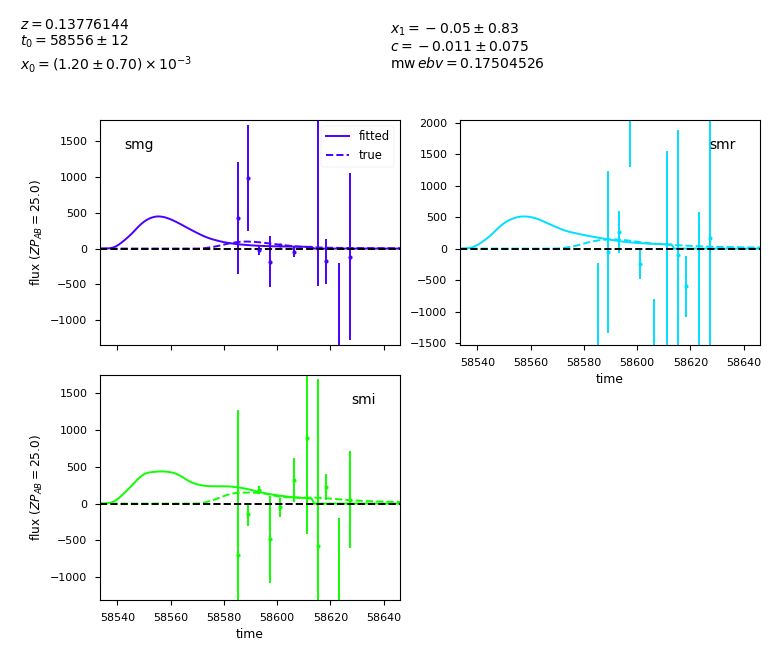 z = 0.13776144
t₀ = 58556 ± 12
x₀ = (1.20 ± 0.70) × 10⁻³
x₁ = −0.05 ± 0.83
c = −0.011 ± 0.075
mw ebv = 0.17504526
smg
fitted
true
1500
1000
500
0
−500
−1000
flux (ZP_AB = 25.0)
smr
2000
1500
1000
500
0
−500
−1000
−1500
58540 58560 58580 58600 58620 58640
time
smi
1500
1000
500
0
−500
−1000
flux (ZP_AB = 25.0)
58540 58560 58580 58600 58620 58640
time